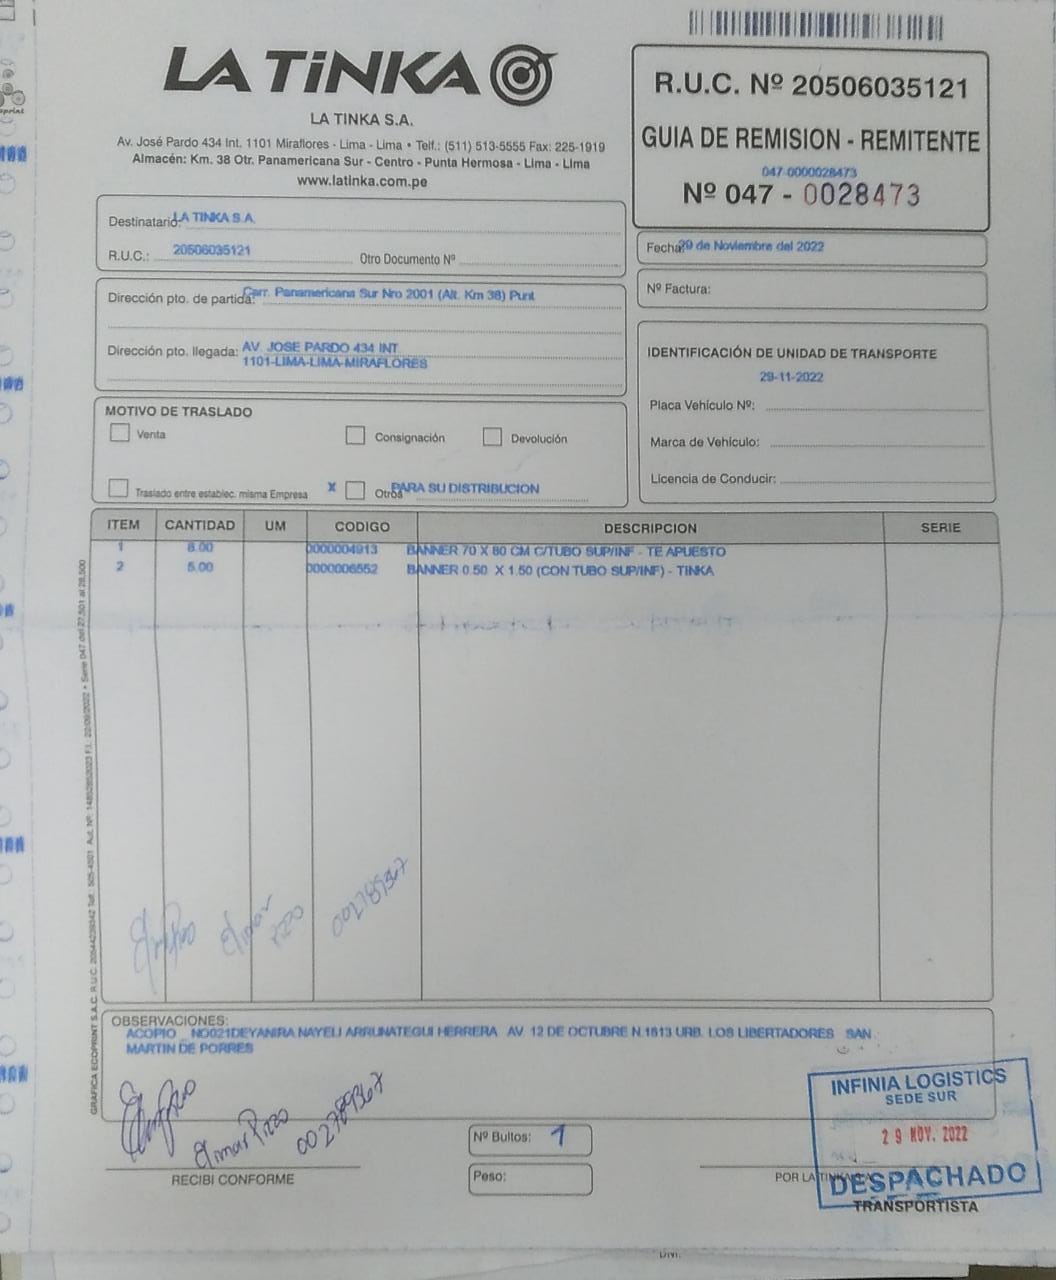 LA TiNKA
LA TINKA S.A.
Av. José Pardo 434 Int. 1101 Miraflores - Lima - Lima • Telf.: (511) 513-5555 Fax: 225-1919
Almacén: Km. 38 Otr. Panamericana Sur - Centro - Punta Hermosa - Lima - Lima
www.latinka.com.pe
R.U.C. Nº 20506035121
GUIA DE REMISION - REMITENTE
047-0000028473
Nº 047 - 0028473
Destinatario: LA TINKA S.A.
R.U.C.: 20506035121 Otro Documento Nº
Fecha: 29 de Noviembre del 2022
Dirección pto. de partida: Carr. Panamericana Sur Nro 2001 (Alt. Km 38) Punt
Nº Factura:
Dirección pto. llegada: AV. JOSE PARDO 434 INT
1101-LIMA-LIMA-MIRAFLORES
IDENTIFICACIÓN DE UNIDAD DE TRANSPORTE
29-11-2022
Placa Vehículo Nº:
Marca de Vehículo:
Licencia de Conducir:
MOTIVO DE TRASLADO
Venta Consignación Devolución
Traslado entre establec. misma Empresa X Otros PARA SU DISTRIBUCION
ITEM CANTIDAD UM CODIGO DESCRIPCION SERIE
1 8.00 0000004913 BANNER 70 X 80 CM C/TUBO SUP/INF - TE APUESTO
2 5.00 0000006552 BANNER 0.50 X 1.50 (CON TUBO SUP/INF) - TINKA
GRAFICA ECOPRINT S.A.C. R.U.C. 20544239342 Telf.: 505-4501 Aut. Nº: 14852852023 F.I.: 22/09/2022 • Serie 047 del 27,501 al 28,500
Elmar
Rizo
002789367
OBSERVACIONES:
ACOPIO NO021DEYANIRA NAYELI ARRUNATEGUI HERRERA AV. 12 DE OCTUBRE N.1613 URB. LOS LIBERTADORES SAN
MARTIN DE PORRES
Elmar Rizo 002789367
RECIBI CONFORME
Nº Bultos: 1
Peso:
POR LA TINKA
INFINIA LOGISTICS
SEDE SUR
29 NOV. 2022
DESPACHADO
TRANSPORTISTA